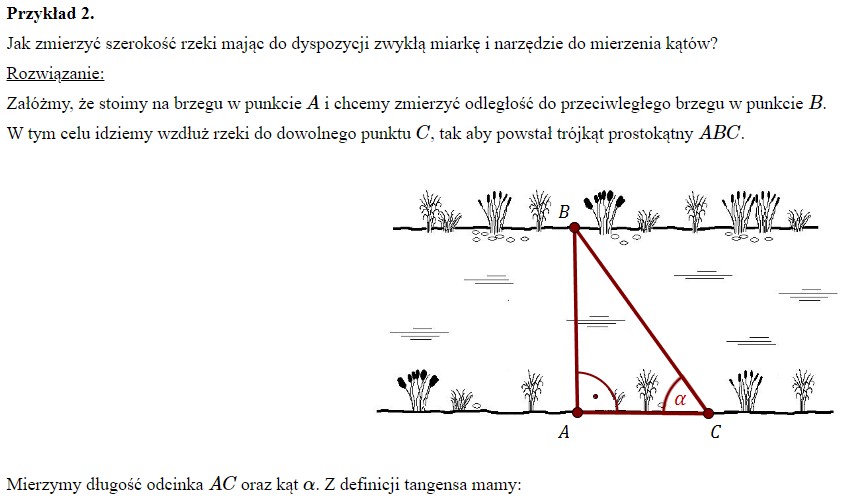 Przykład 2.
Jak zmierzyć szerokość rzeki mając do dyspozycji zwykłą miarkę i narzędzie do mierzenia kątów?
Rozwiązanie:
Załóżmy, że stoimy na brzegu w punkcie A i chcemy zmierzyć odległość do przeciwległego brzegu w punkcie B.
W tym celu idziemy wzdłuż rzeki do dowolnego punktu C, tak aby powstał trójkąt prostokątny ABC.
B
α
A
C
Mierzymy długość odcinka AC oraz kąt α. Z definicji tangensa mamy: